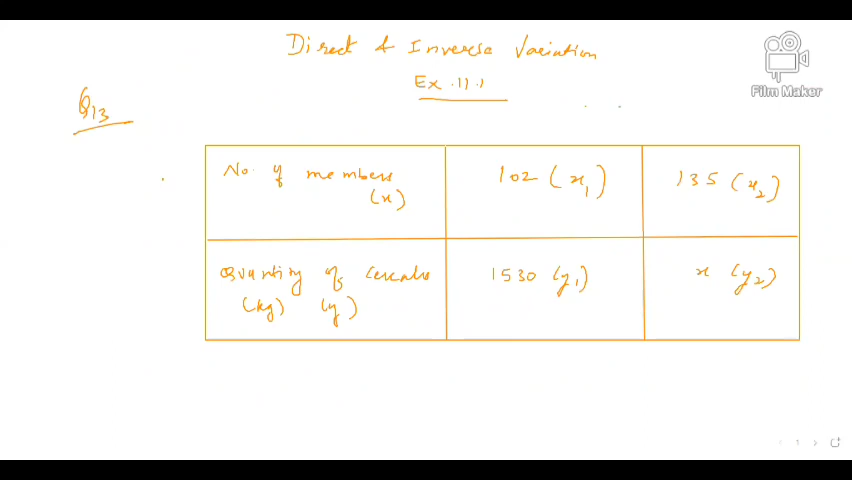 Direct & Inverse Variation
Ex. 11.1
Film Maker
Q13
No. of members (x)
102 (x₁)
135 (x₂)
Quantity of cereals (kg) (y)
1530 (y₁)
x (y₂)